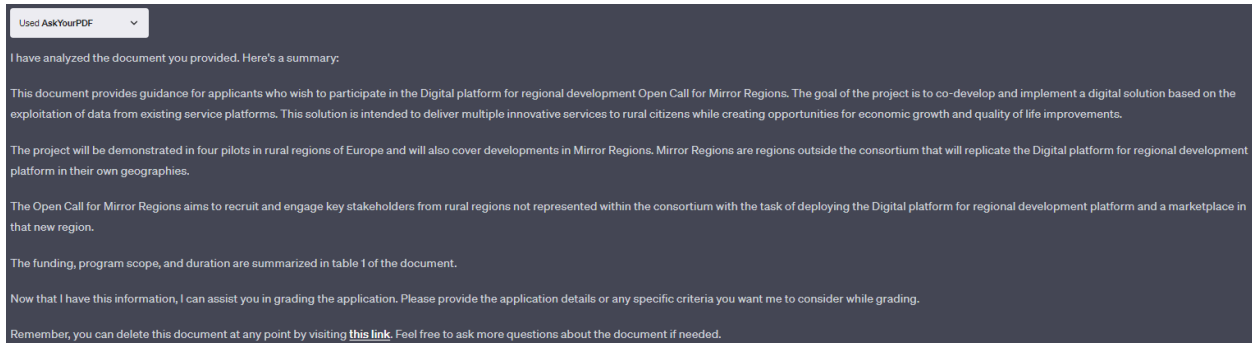 Used AskYourPDF
I have analyzed the document you provided. Here's a summary:
This document provides guidance for applicants who wish to participate in the Digital platform for regional development Open Call for Mirror Regions. The goal of the project is to co-develop and implement a digital solution based on the
exploitation of data from existing service platforms. This solution is intended to deliver multiple innovative services to rural citizens while creating opportunities for economic growth and quality of life improvements.
The project will be demonstrated in four pilots in rural regions of Europe and will also cover developments in Mirror Regions. Mirror Regions are regions outside the consortium that will replicate the Digital platform for regional development
platform in their own geographies.
The Open Call for Mirror Regions aims to recruit and engage key stakeholders from rural regions not represented within the consortium with the task of deploying the Digital platform for regional development platform and a marketplace in
that new region.
The funding, program scope, and duration are summarized in table 1 of the document.
Now that I have this information, I can assist you in grading the application. Please provide the application details or any specific criteria you want me to consider while grading.
Remember, you can delete this document at any point by visiting this link. Feel free to ask more questions about the document if needed.